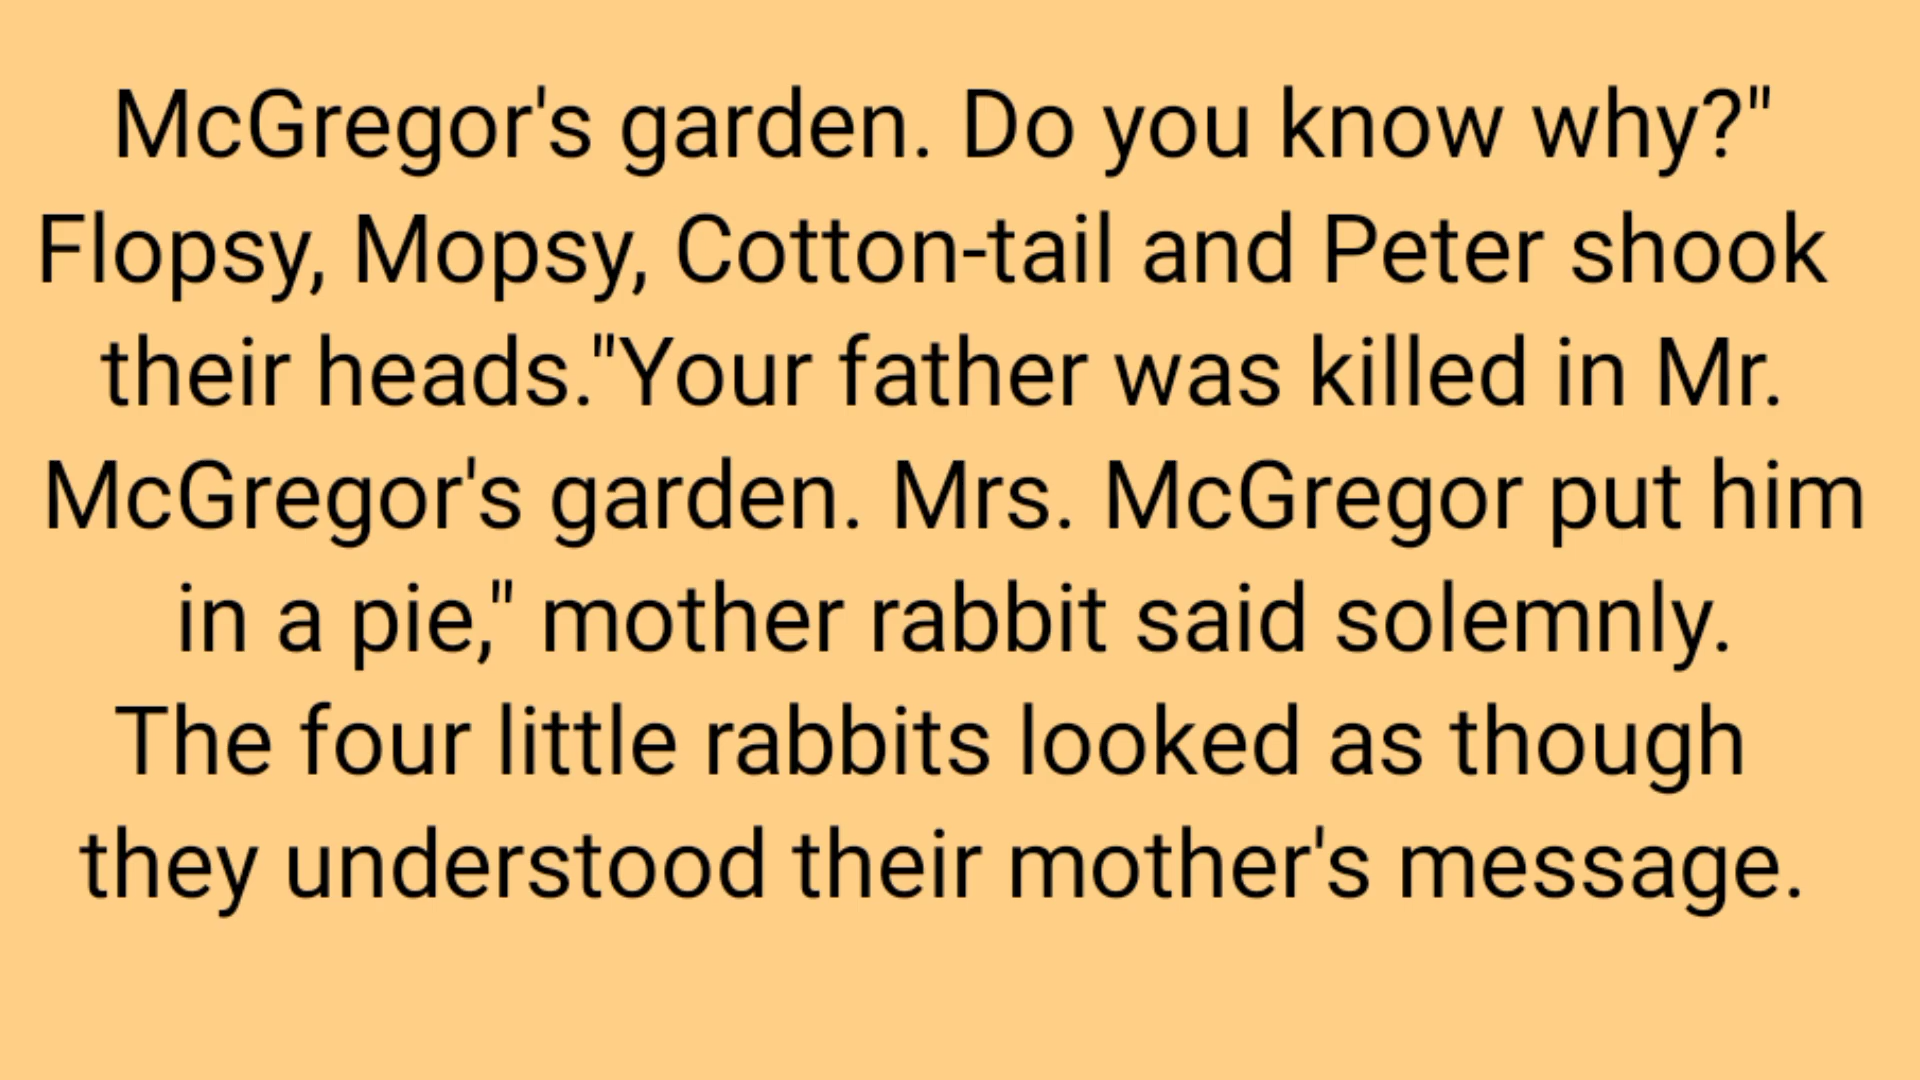 McGregor's garden. Do you know why?"
Flopsy, Mopsy, Cotton-tail and Peter shook
their heads."Your father was killed in Mr.
McGregor's garden. Mrs. McGregor put him
in a pie," mother rabbit said solemnly.
The four little rabbits looked as though
they understood their mother's message.